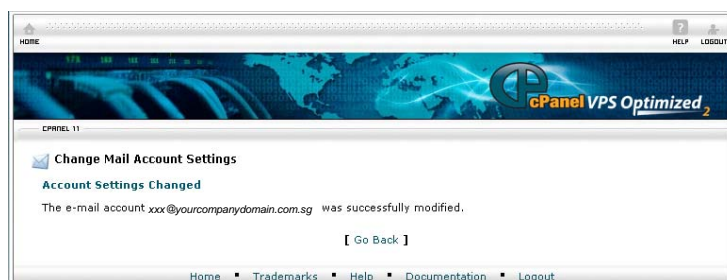 HOME
HELP LOGOUT
cPanel VPS Optimized 2
CPANEL 11
Change Mail Account Settings
Account Settings Changed
The e-mail account xxx@yourcompanydomain.com.sg was successfully modified.
[ Go Back ]
Home ▪ Trademarks ▪ Help ▪ Documentation ▪ Logout